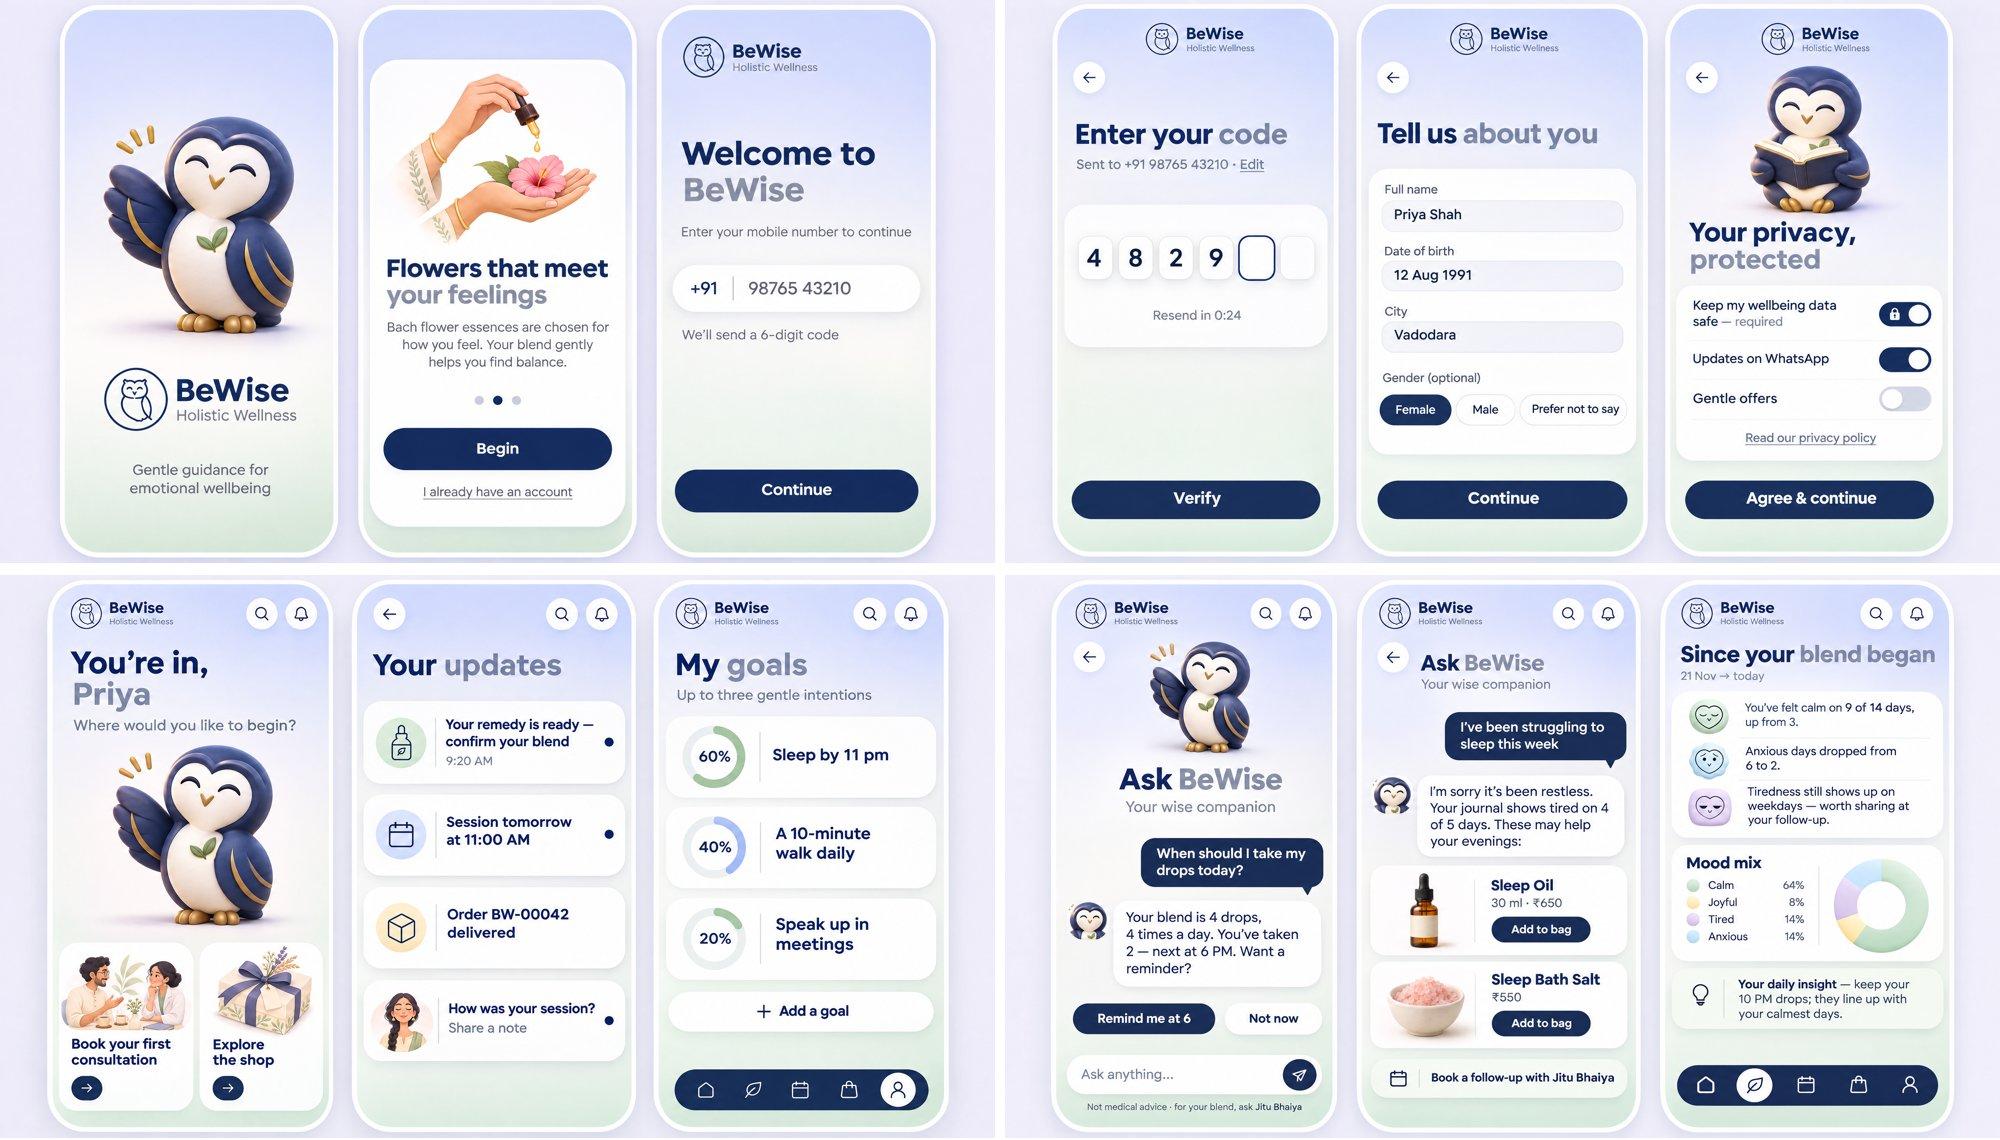 BeWise
Holistic Wellness
Gentle guidance for
emotional wellbeing
Flowers that meet
your feelings
Bach flower essences are chosen for
how you feel. Your blend gently
helps you find balance.
Begin
I already have an account
BeWise
Holistic Wellness
Welcome to
BeWise
Enter your mobile number to continue
+91 98765 43210
We'll send a 6-digit code
Continue
BeWise
Holistic Wellness
Enter your code
Sent to +91 98765 43210 · Edit
4 8 2 9
Resend in 0:24
Verify
BeWise
Holistic Wellness
Tell us about you
Full name
Priya Shah
Date of birth
12 Aug 1991
City
Vadodara
Gender (optional)
Female Male Prefer not to say
Continue
BeWise
Holistic Wellness
Your privacy,
protected
Keep my wellbeing data
safe — required
Updates on WhatsApp
Gentle offers
Read our privacy policy
Agree & continue
BeWise
Holistic Wellness
You're in,
Priya
Where would you like to begin?
Book your first
consultation
Explore
the shop
Your updates
Your remedy is ready —
confirm your blend
9:20 AM
Session tomorrow
at 11:00 AM
Order BW-00042
delivered
How was your session?
Share a note
BeWise
Holistic Wellness
My goals
Up to three gentle intentions
60% Sleep by 11 pm
40% A 10-minute
walk daily
20% Speak up in
meetings
+ Add a goal
BeWise
Holistic Wellness
Ask BeWise
Your wise companion
When should I take my
drops today?
Your blend is 4 drops,
4 times a day. You've taken
2 — next at 6 PM. Want a
reminder?
Remind me at 6 Not now
Ask anything...
Not medical advice · for your blend, ask Jitu Bhaiya
BeWise
Holistic Wellness
Ask BeWise
Your wise companion
I've been struggling to
sleep this week
I'm sorry it's been restless.
Your journal shows tired on 4
of 5 days. These may help
your evenings:
Sleep Oil
30 ml · ₹650
Add to bag
Sleep Bath Salt
₹550
Add to bag
Book a follow-up with Jitu Bhaiya
BeWise
Holistic Wellness
Since your blend began
21 Nov → today
You've felt calm on 9 of 14 days,
up from 3.
Anxious days dropped from
6 to 2.
Tiredness still shows up on
weekdays — worth sharing at
your follow-up.
Mood mix
Calm 64%
Joyful 8%
Tired 14%
Anxious 14%
Your daily insight — keep your
10 PM drops; they line up with
your calmest days.